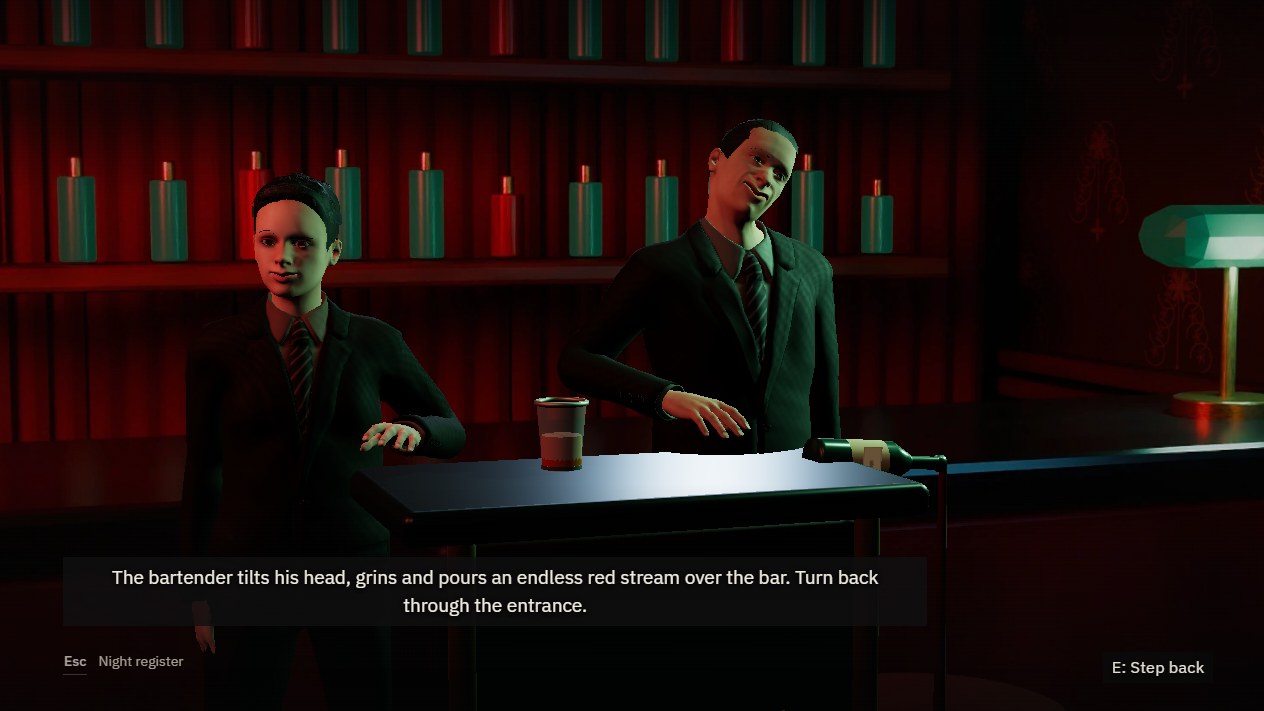 The bartender tilts his head, grins and pours an endless red stream over the bar. Turn back
through the entrance.
Esc Night register
E: Step back